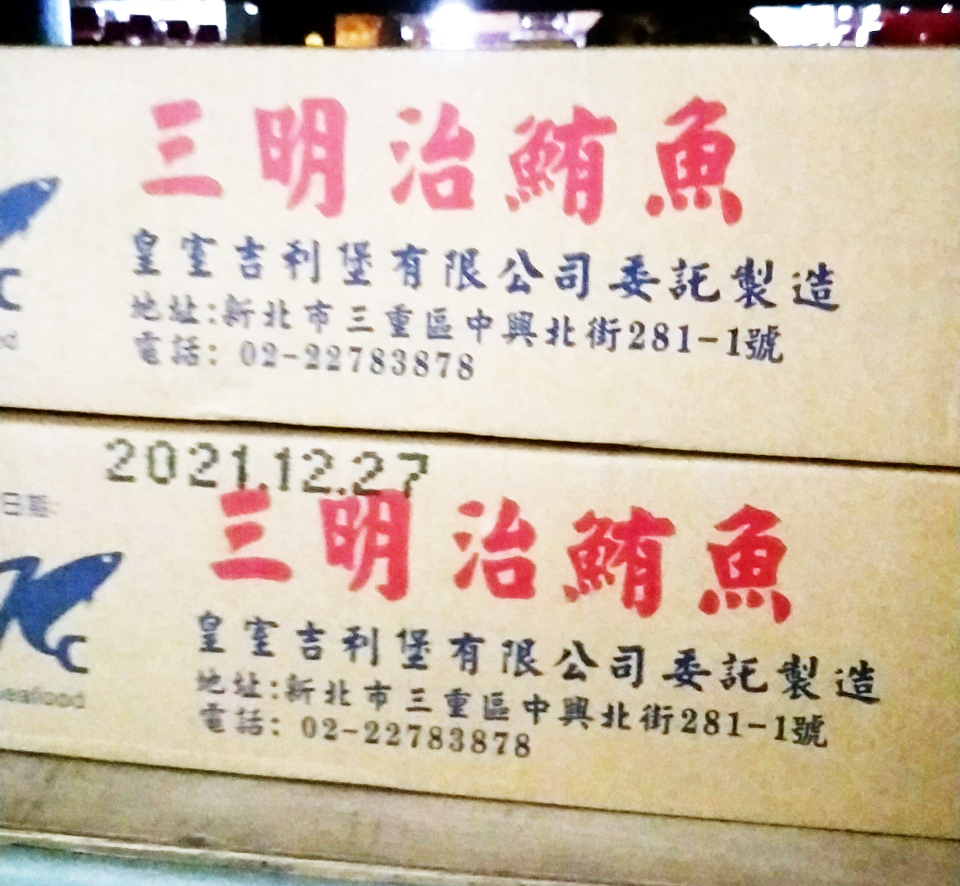 三明治鮪魚
皇室吉利堡有限公司委託製造
地址:新北市三重區中興北街281-1號
電話: 02-22783878
C
2021.12.27
日期:
三明治鮪魚
皇室吉利堡有限公司委託製造
地址:新北市三重區中興北街281-1號
電話: 02-22783878
C
eafood